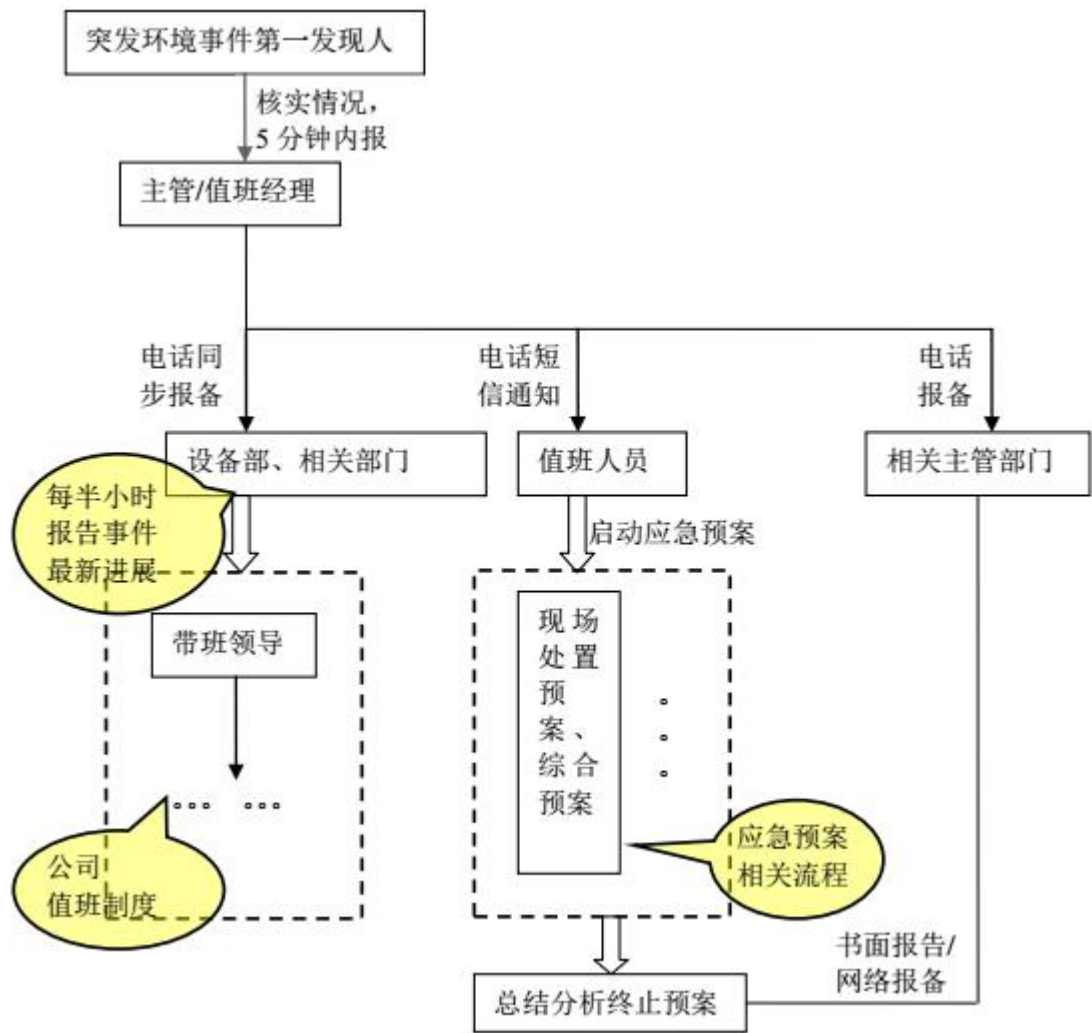 突发环境事件第一发现人
核实情况，
5 分钟内报
主管/值班经理
电话同
步报备
电话短
信通知
电话
报备
设备部、相关部门
值班人员
相关主管部门
每半小时
报告事件
最新进展
启动应急预案
带班领导
现场
处置
预
案、
综合
预案
。
。
。
。。。 。。。
公司
值班制度
应急预案
相关流程
书面报告/
网络报备
总结分析终止预案